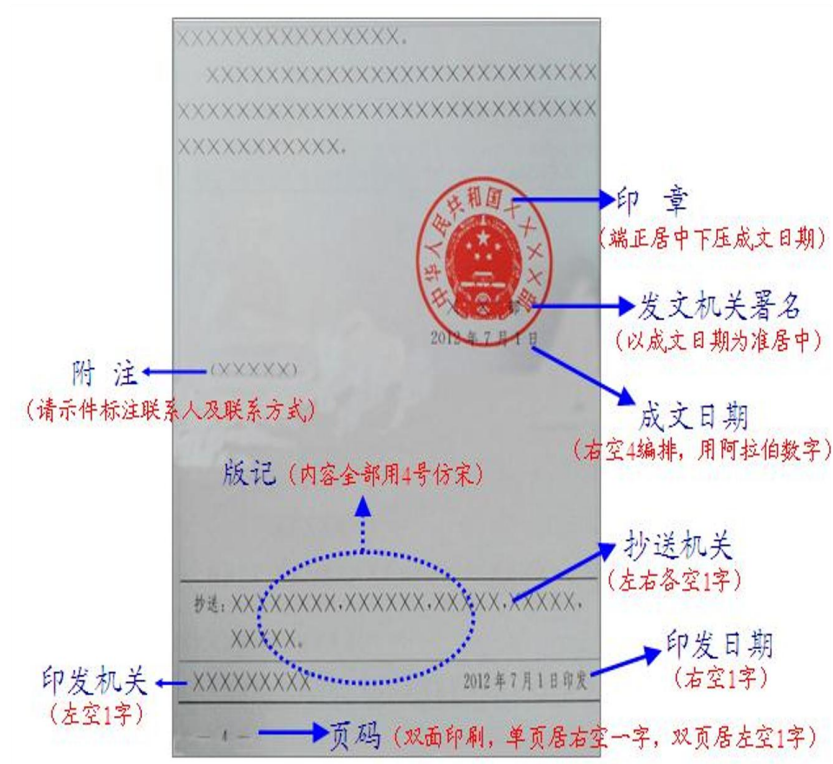 XXXXXXXXXXXXXXX。
XXXXXXXXXXXXXXXXXXXXXXXXXX
XXXXXXXXXXXXXXXXXXXXXXXXXXXX
XXXXXXXXXXX。
中华人民共和国XXXX部
印 章
(端正居中下压成文日期)
发文机关署名
(以成文日期为准居中)
2012年7月1日
附 注
(XXXXX)
(请示件标注联系人及联系方式)
成文日期
(右空4编排，用阿拉伯数字)
版记(内容全部用4号仿宋)
抄送机关
(左右各空1字)
抄送：XXXXXXXX，XXXXXX，XXXXX，XXXXX，
XXXXX。
印发日期
(右空1字)
印发机关
(左空1字)
XXXXXXXXX 2012年7月1日印发
— 4 —
页码(双面印刷，单页居右空一字，双页居左空1字)